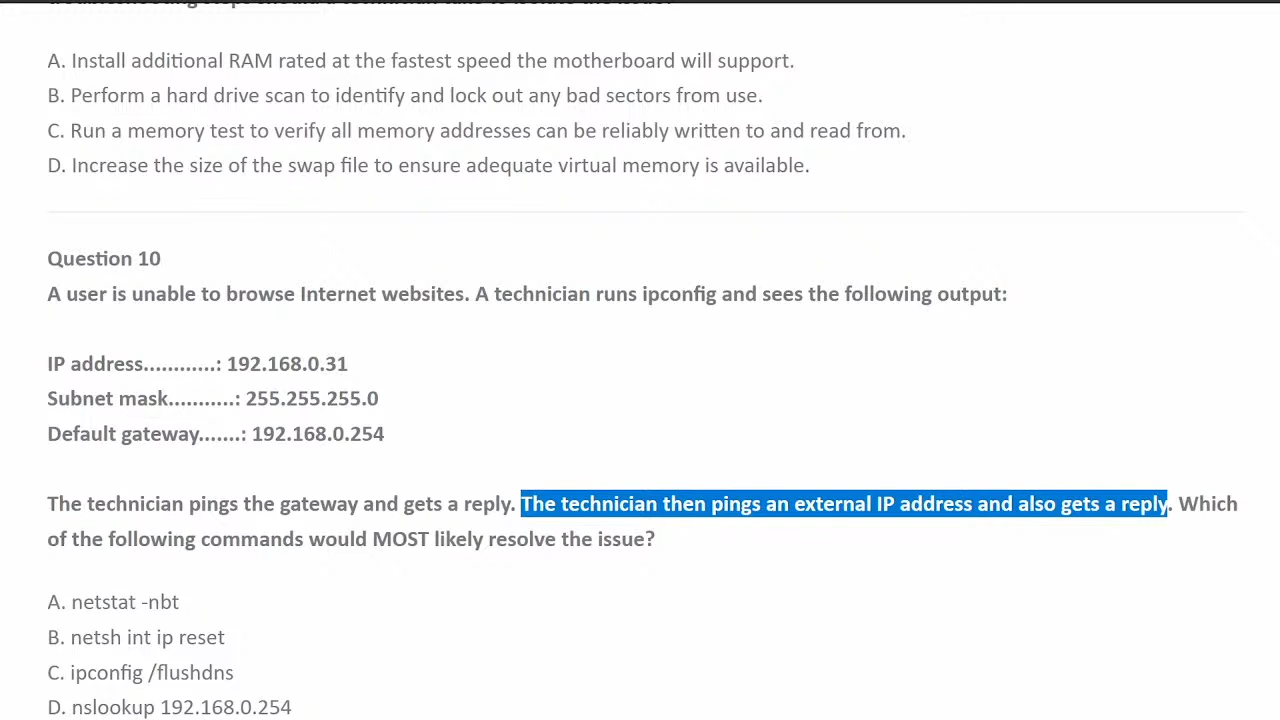 A. Install additional RAM rated at the fastest speed the motherboard will support.
B. Perform a hard drive scan to identify and lock out any bad sectors from use.
C. Run a memory test to verify all memory addresses can be reliably written to and read from.
D. Increase the size of the swap file to ensure adequate virtual memory is available.
Question 10
A user is unable to browse Internet websites. A technician runs ipconfig and sees the following output:
IP address............: 192.168.0.31
Subnet mask...........: 255.255.255.0
Default gateway.......: 192.168.0.254
The technician pings the gateway and gets a reply. The technician then pings an external IP address and also gets a reply. Which
of the following commands would MOST likely resolve the issue?
A. netstat -nbt
B. netsh int ip reset
C. ipconfig /flushdns
D. nslookup 192.168.0.254